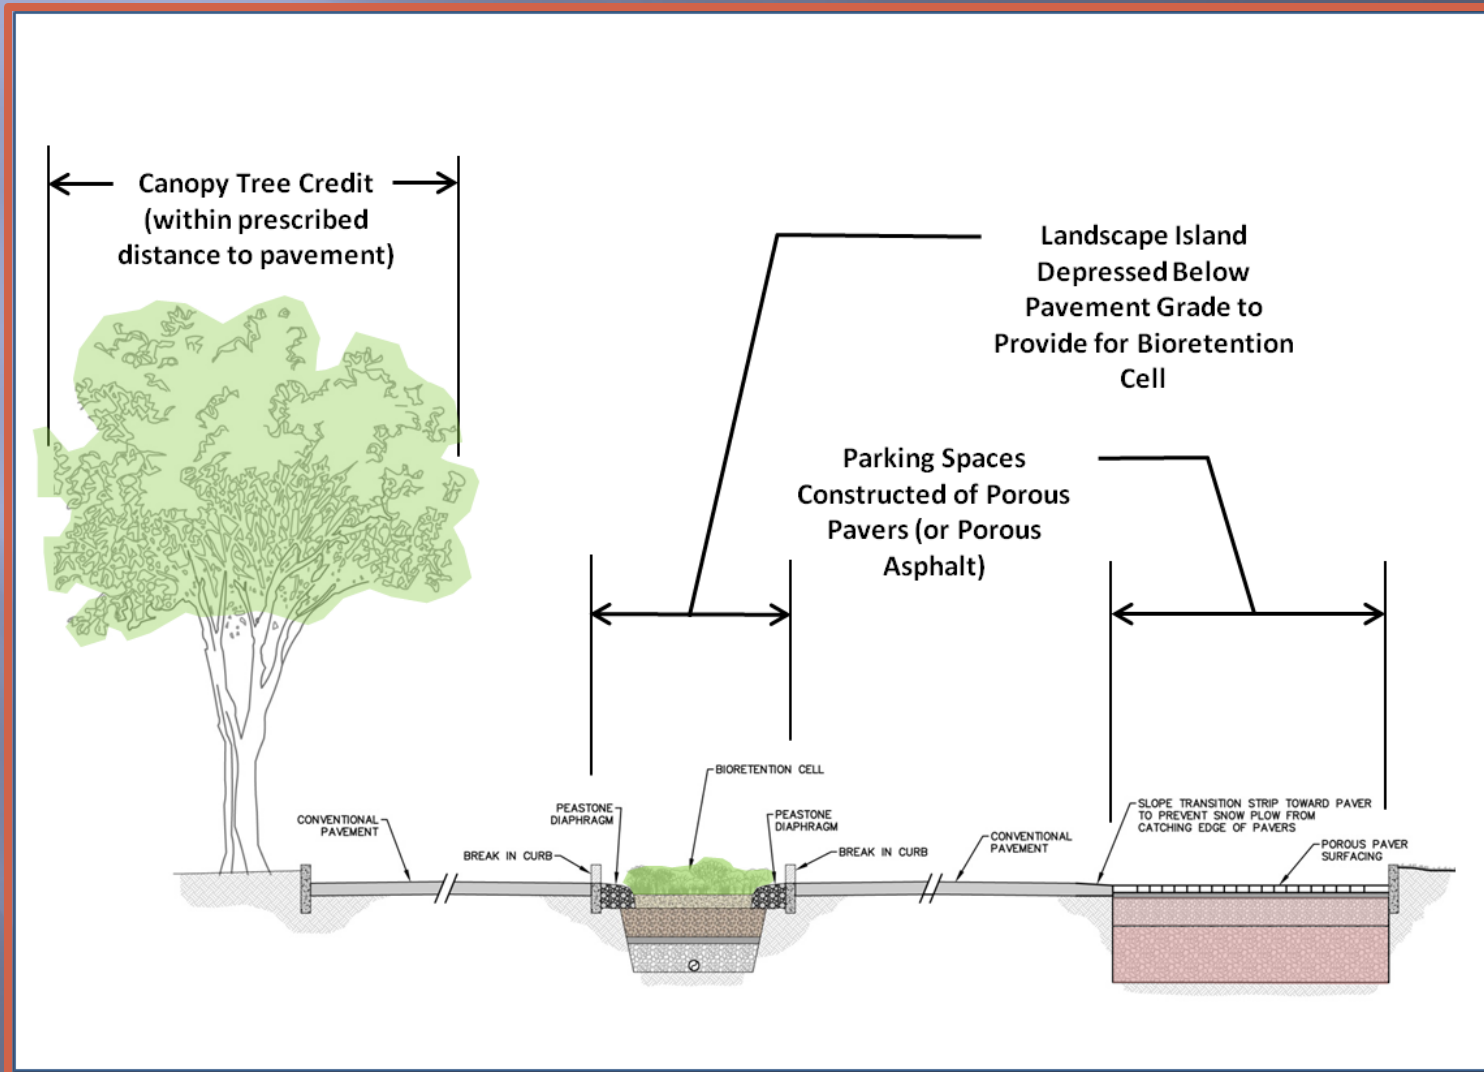 Canopy Tree Credit
(within prescribed
distance to pavement)
Landscape Island
Depressed Below
Pavement Grade to
Provide for Bioretention
Cell
Parking Spaces
Constructed of Porous
Pavers (or Porous
Asphalt)
BIORETENTION CELL
PEASTONE
DIAPHRAGM
PEASTONE
DIAPHRAGM
CONVENTIONAL
PAVEMENT
BREAK IN CURB
BREAK IN CURB
CONVENTIONAL
PAVEMENT
SLOPE TRANSITION STRIP TOWARD PAVER
TO PREVENT SNOW PLOW FROM
CATCHING EDGE OF PAVERS
POROUS PAVER
SURFACING